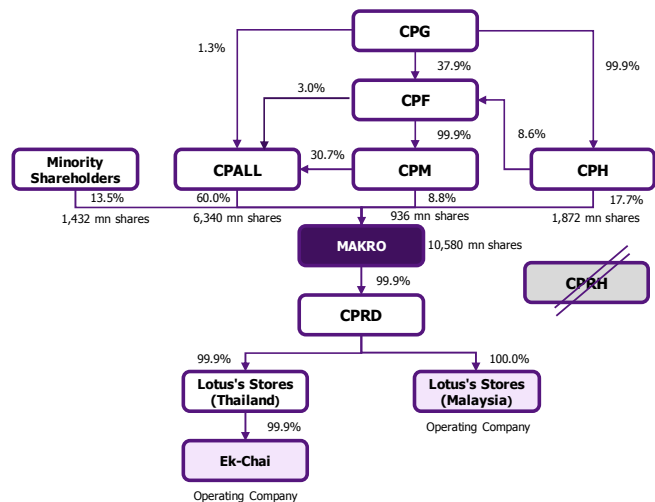 CPG
1.3%
99.9%
37.9%
3.0%
CPF
99.9%
8.6%
Minority
Shareholders
CPALL
30.7%
CPM
CPH
13.5%
60.0%
8.8%
17.7%
1,432 mn shares
6,340 mn shares
936 mn shares
1,872 mn shares
MAKRO
10,580 mn shares
99.9%
CPRH
CPRD
99.9%
100.0%
Lotus's Stores
(Thailand)
Lotus's Stores
(Malaysia)
99.9%
Operating Company
Ek-Chai
Operating Company